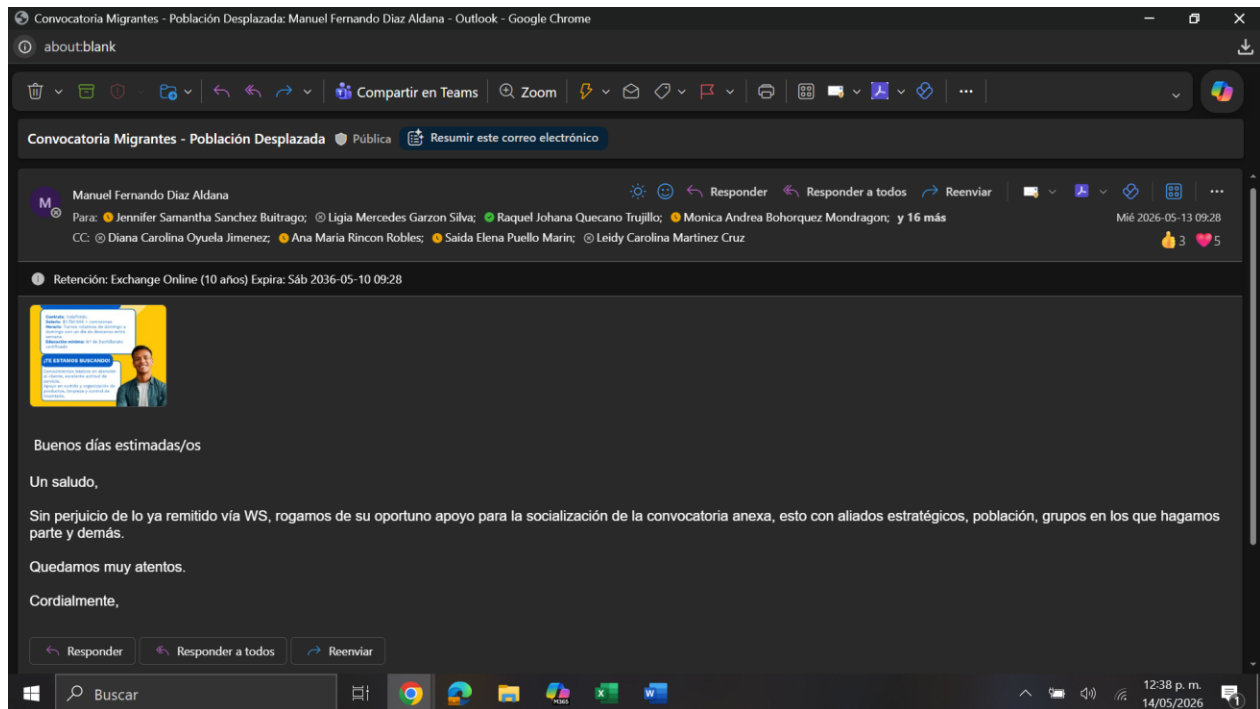 Convocatoria Migrantes - Población Desplazada: Manuel Fernando Diaz Aldana - Outlook - Google Chrome
about:blank
Compartir en Teams Zoom
Convocatoria Migrantes - Población Desplazada Pública Resumir este correo electrónico
M
Manuel Fernando Diaz Aldana
Responder Responder a todos Reenviar
Para: Jennifer Samantha Sanchez Buitrago; Ligia Mercedes Garzon Silva; Raquel Johana Quecano Trujillo; Monica Andrea Bohorquez Mondragon; y 16 más
Mié 2026-05-13 09:28
CC: Diana Carolina Oyuela Jimenez; Ana Maria Rincon Robles; Saida Elena Puello Marin; Leidy Carolina Martinez Cruz
3 5
Retención: Exchange Online (10 años) Expira: Sáb 2036-05-10 09:28
¡TE ESTAMOS BUSCANDO!
Buenos días estimadas/os
Un saludo,
Sin perjuicio de lo ya remitido vía WS, rogamos de su oportuno apoyo para la socialización de la convocatoria anexa, esto con aliados estratégicos, población, grupos en los que hagamos
parte y demás.
Quedamos muy atentos.
Cordialmente,
Responder Responder a todos Reenviar
Buscar
M365
12:38 p. m.
14/05/2026
1